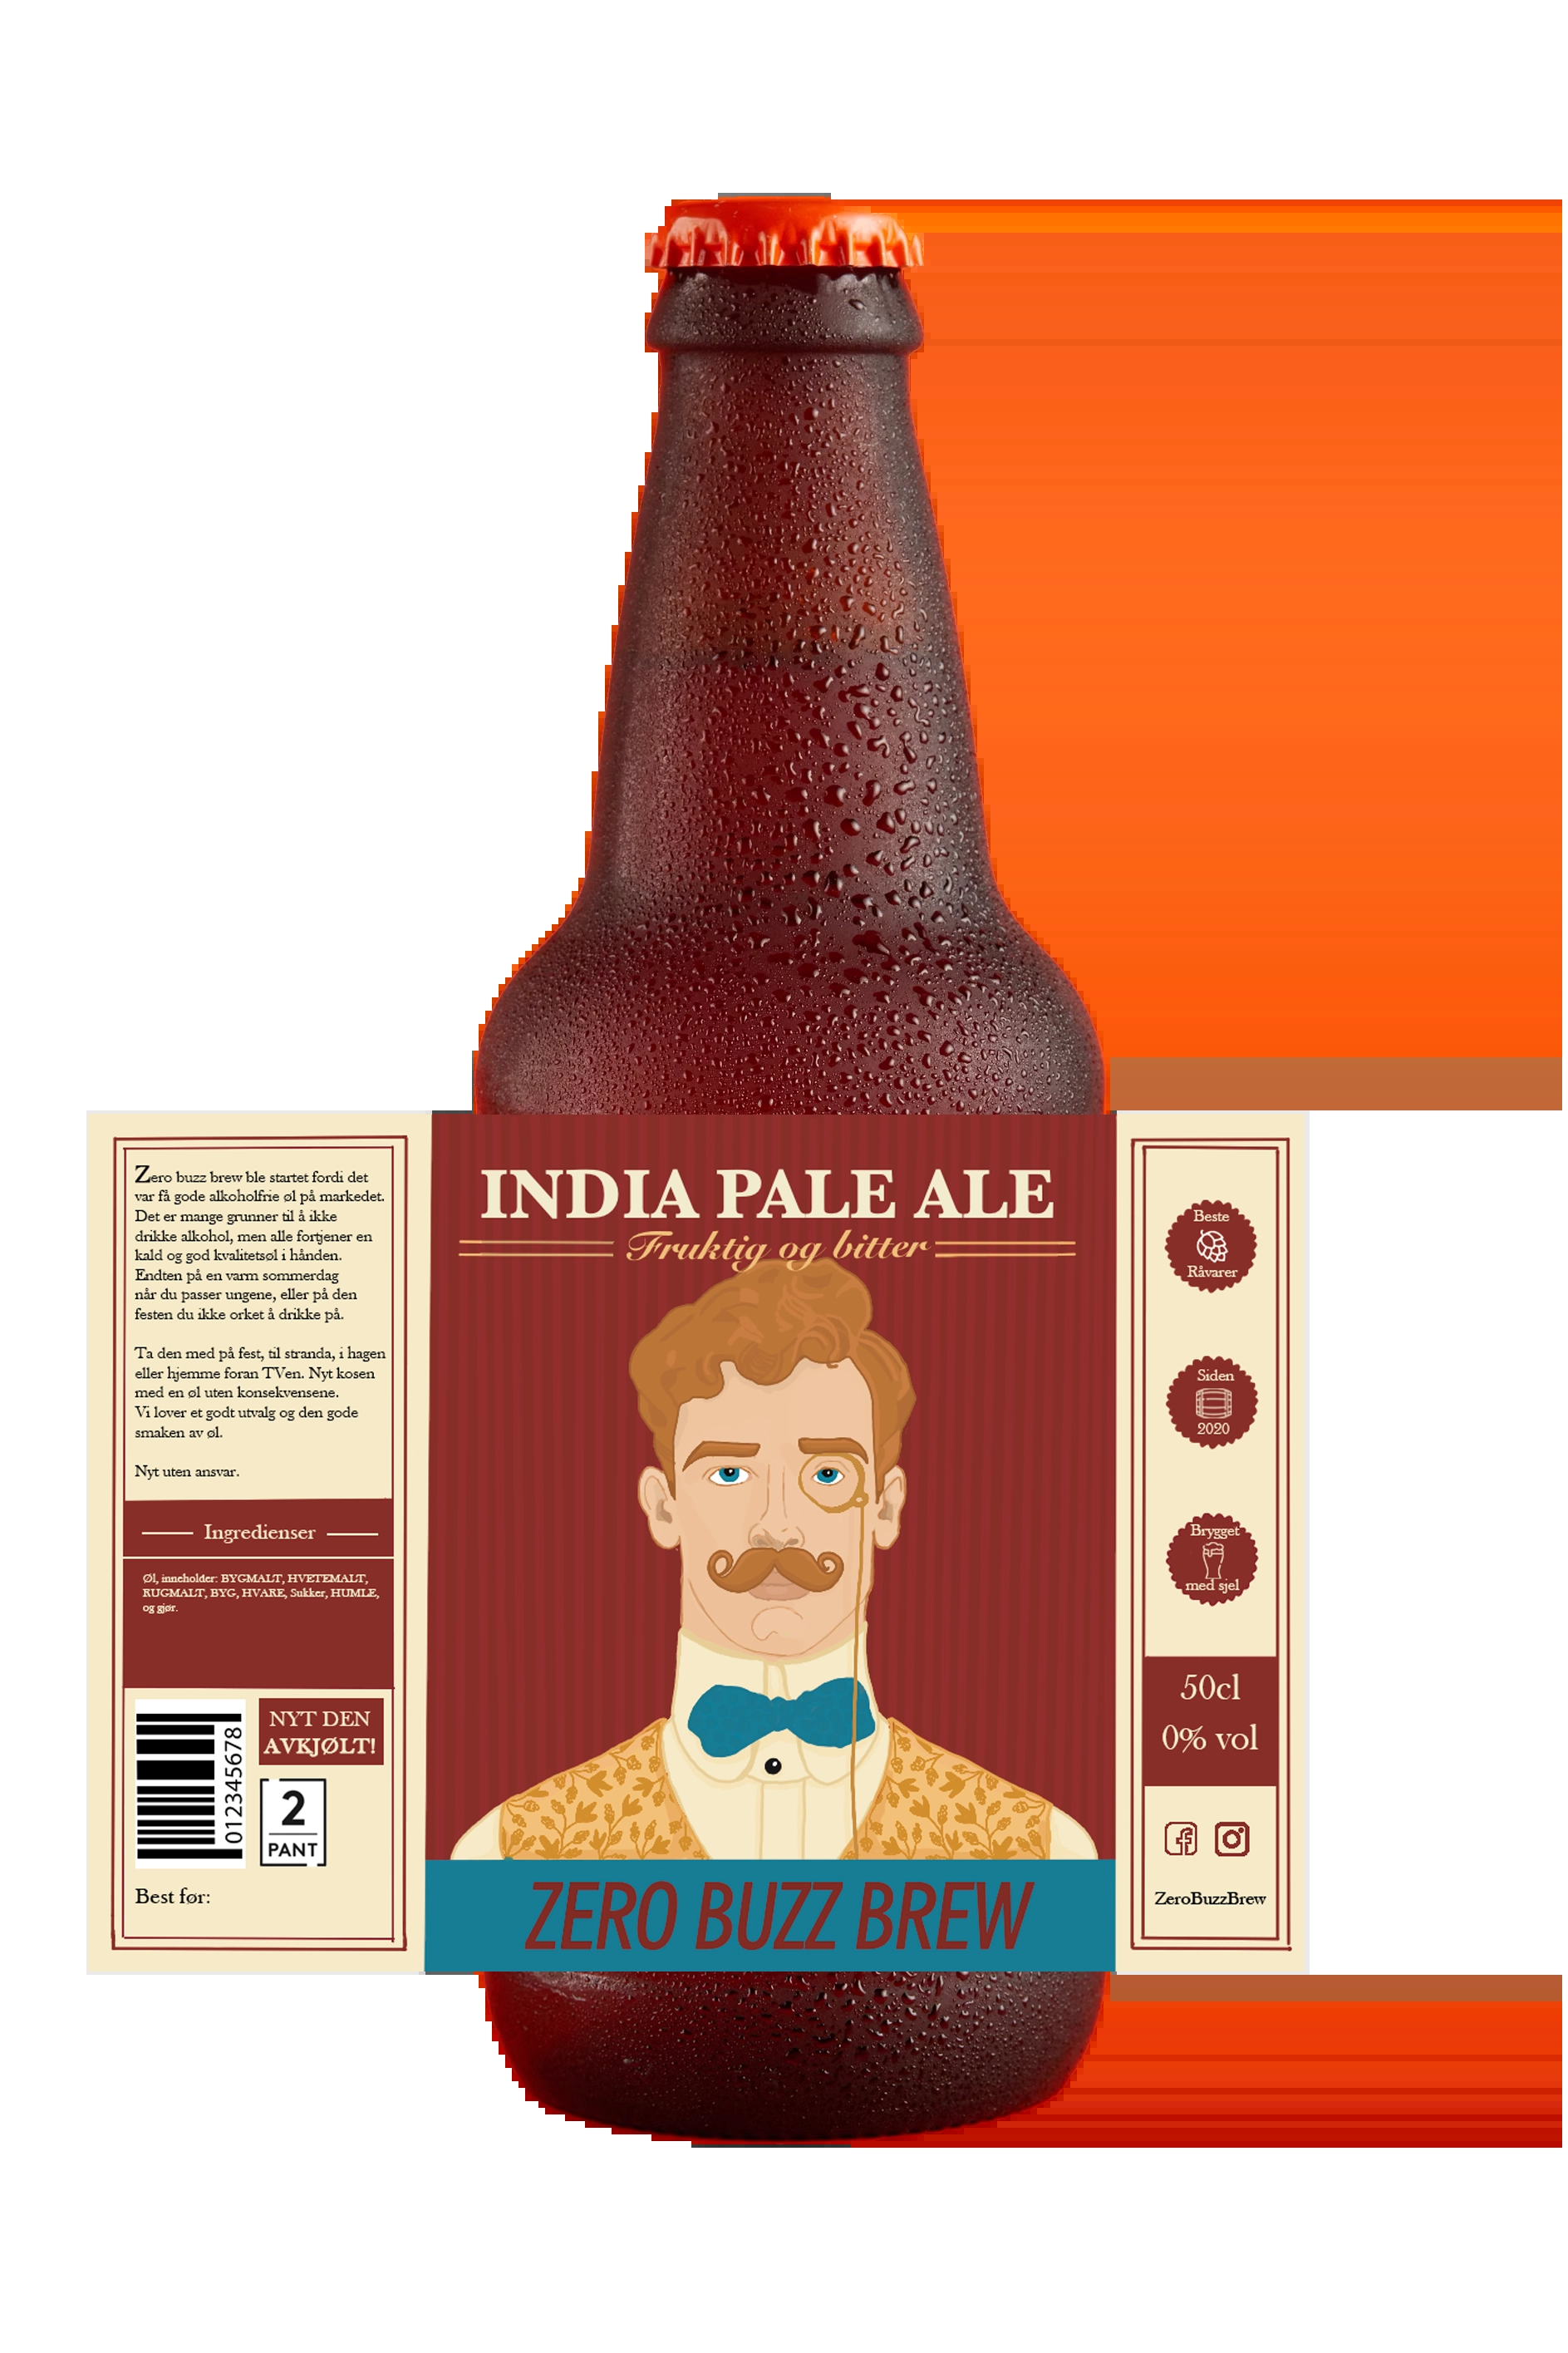 Zero buzz brew ble startet fordi det
var få gode alkoholfrie øl på markedet.
Det er mange grunner til å ikke
drikke alkohol, men alle fortjener en
kald og god kvalitetsøl i hånden.
Endten på en varm sommerdag
når du passer ungene, eller på den
festen du ikke orket å drikke på.
Ta den med på fest, til stranda, i hagen
eller hjemme foran TVen. Nyt kosen
med en øl uten konsekvensene.
Vi lover et godt utvalg og den gode
smaken av øl.
Nyt uten ansvar.
Ingredienser
Øl, inneholder: BYGMALT, HVETEMALT,
RUGMALT, BYG, HVARE, Sukker, HUMLE,
og gjør.
012345678
NYT DEN
AVKJØLT!
2
PANT
Best før:
INDIA PALE ALE
Fruktig og bitter
ZERO BUZZ BREW
Beste
Råvarer
Siden
2020
Brygget
med sjel
50cl
0% vol
ZeroBuzzBrew